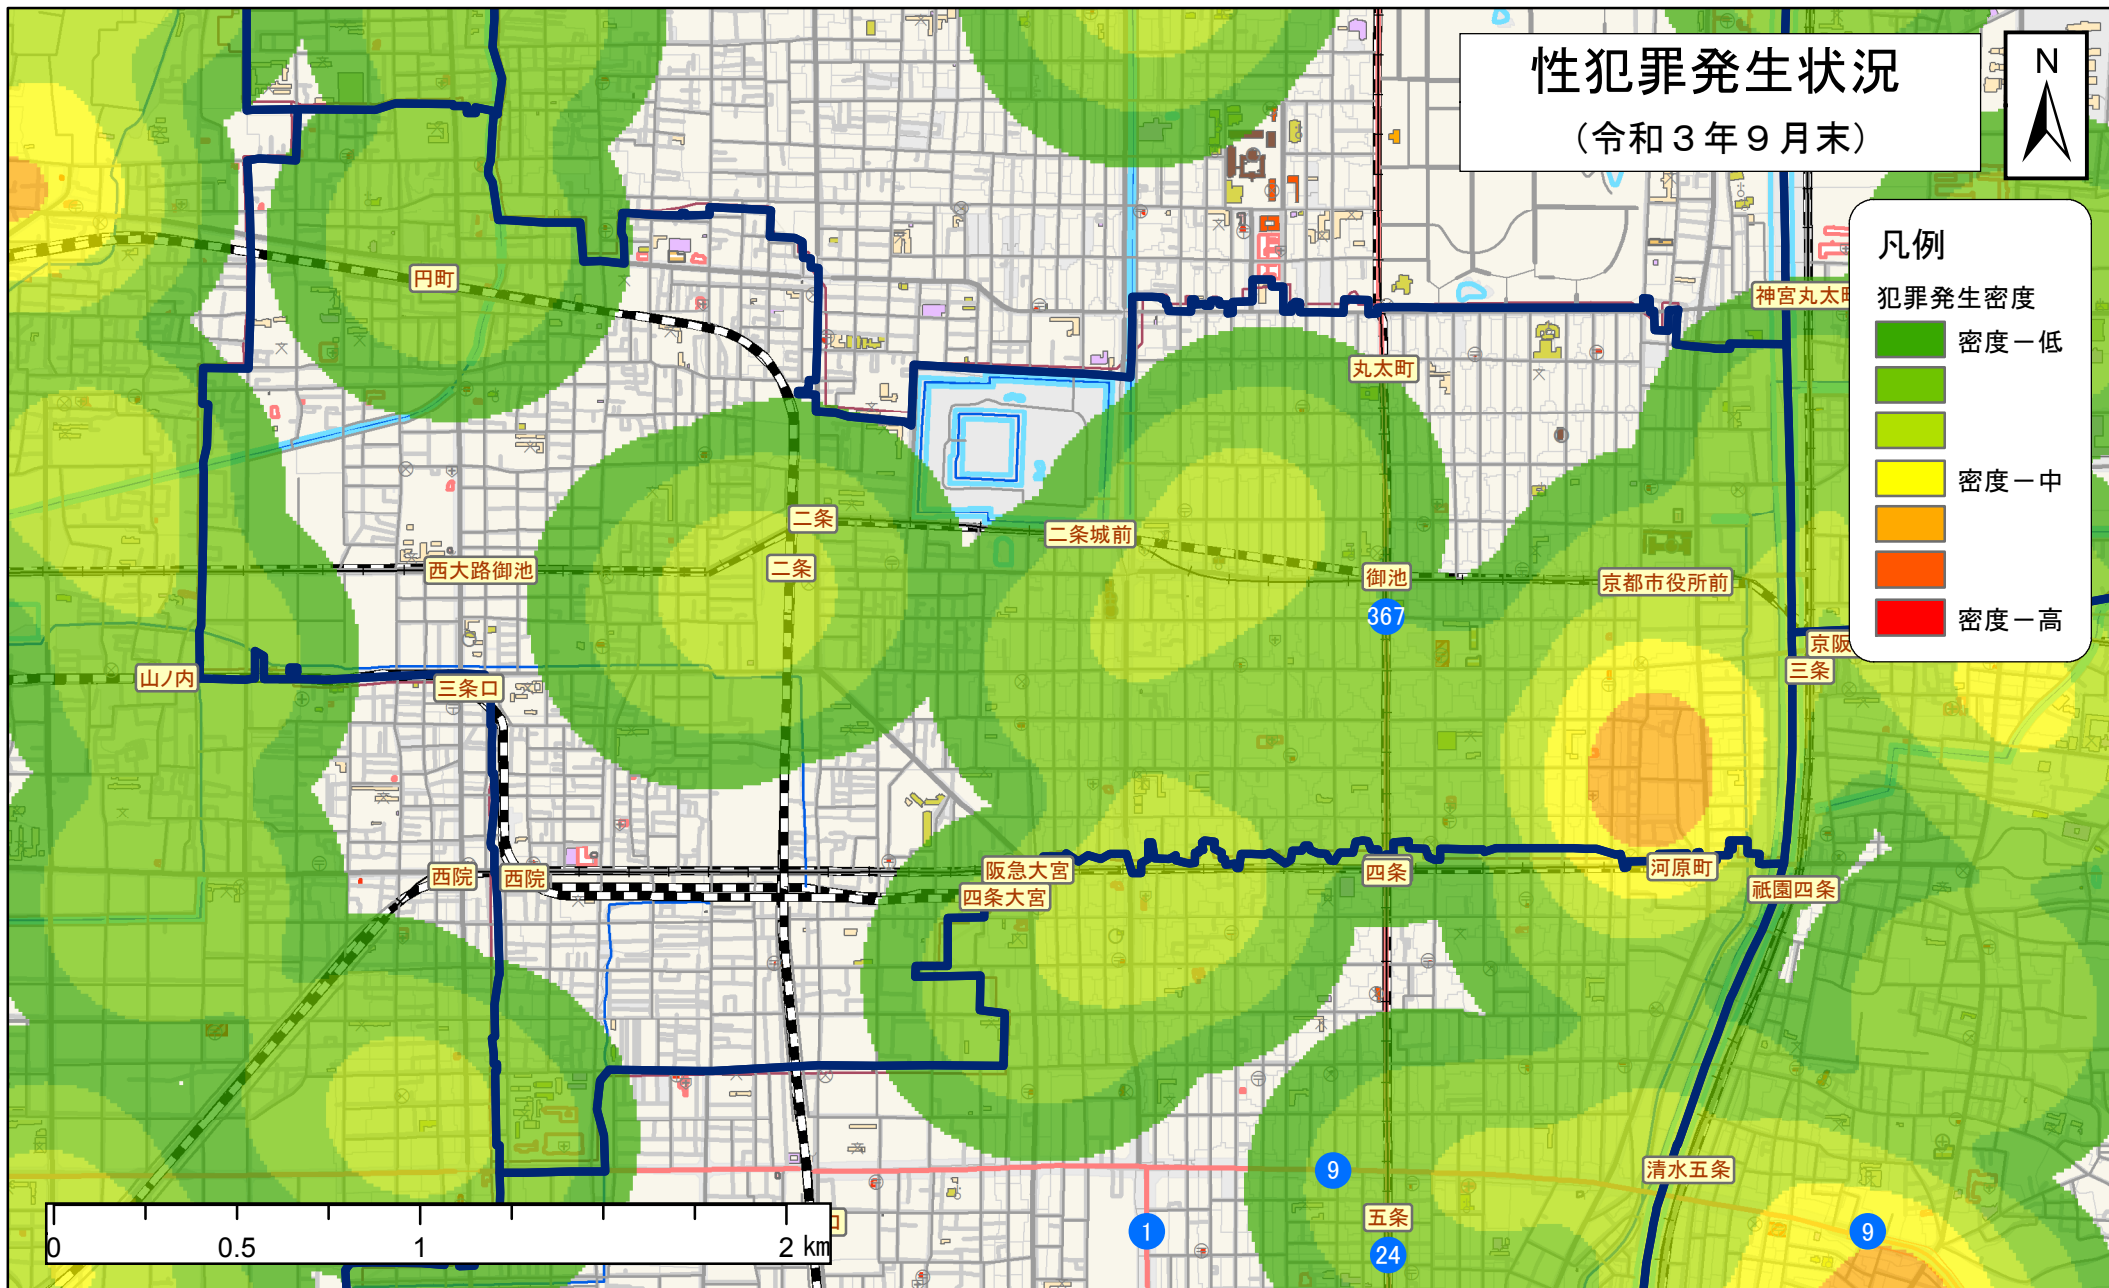 性犯罪発生状況
（令和３年９月末）
N
凡例
犯罪発生密度
密度－低
密度－中
密度－高
円町
神宮丸太町
丸太町
二条
二条城前
西大路御池
二条
御池
京都市役所前
367
山ノ内
三条口
京阪
三条
西院
西院
阪急大宮
四条大宮
四条
河原町
祇園四条
9
清水五条
五条
1
24
9
口
0
0.5
1
2 km